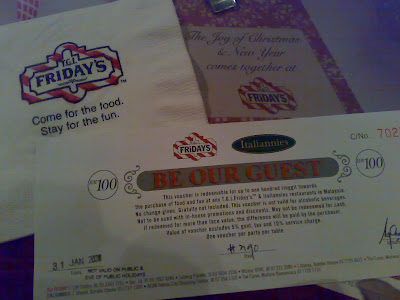 T.G.I.
FRIDAY'S
Come for the food.
Stay for the fun.
The Joy of Christmas
& New Year
comes together at
FRIDAY'S
FRIDAY'S
Italiannies
C/No. 702
RM 100
BE OUR GUEST
RM 100
This voucher is redeemable for up to one hundred ringgit towards
the purchase of food and fun at any T.G.I.Friday's & Italiannies restaurants in Malaysia.
No change given. Gratuity not included. This voucher is not valid for alcoholic beverages.
Not to be used with in-house promotions and discounts. May not be redeemed for cash.
If redeemed for more than face value, the difference will be paid by the purchaser.
Value of voucher excludes 5% govt. tax and 10% service charge.
One voucher per party per table
31 JAN
NOT VALID ON PUBLIC &
EVE OF PUBLIC HOLIDAYS